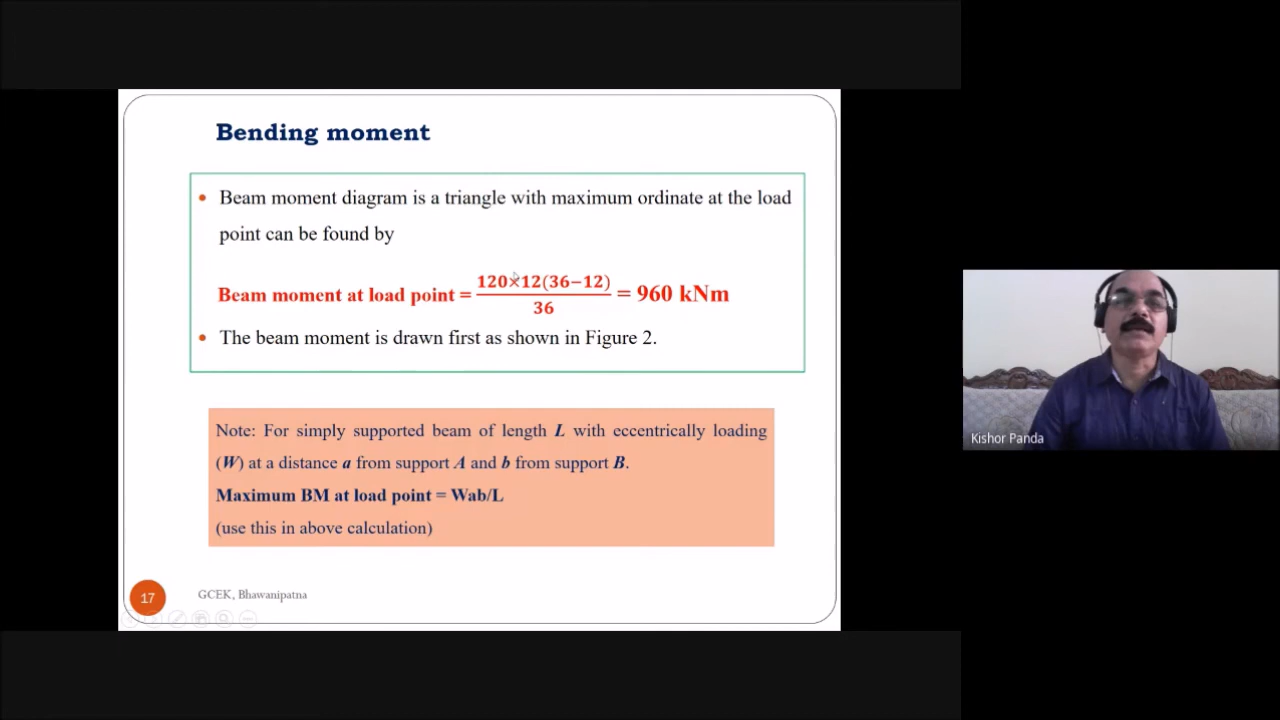 Bending moment
• Beam moment diagram is a triangle with maximum ordinate at the load
point can be found by
Beam moment at load point = 120×12(36−12)/36 = 960 kNm
• The beam moment is drawn first as shown in Figure 2.
Note: For simply supported beam of length L with eccentrically loading
(W) at a distance a from support A and b from support B.
Maximum BM at load point = Wab/L
(use this in above calculation)
17
GCEK, Bhawanipatna
Kishor Panda